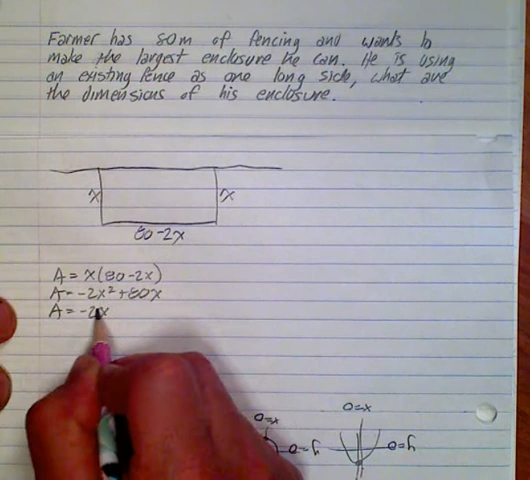 Farmer has 80m of fencing and wants to
make the largest enclosure he can. He is using
an existing fence as one long side, what are
the dimensions of his enclosure.
x x
80-2x
A = x(80-2x)
A = -2x² + 80x
A = -2x
x=0
x=0
y=0
y=0